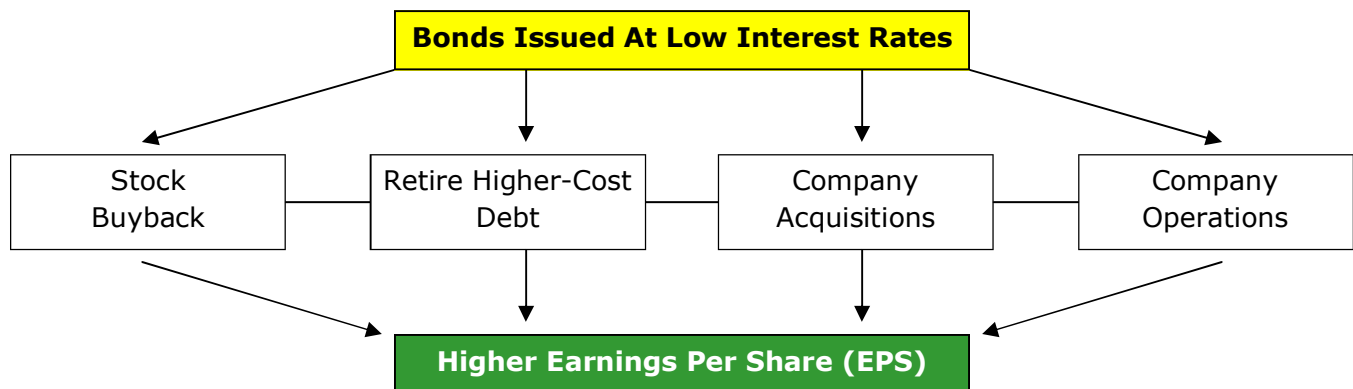 Bonds Issued At Low Interest Rates
Stock
Buyback
Retire Higher-Cost
Debt
Company
Acquisitions
Company
Operations
Higher Earnings Per Share (EPS)